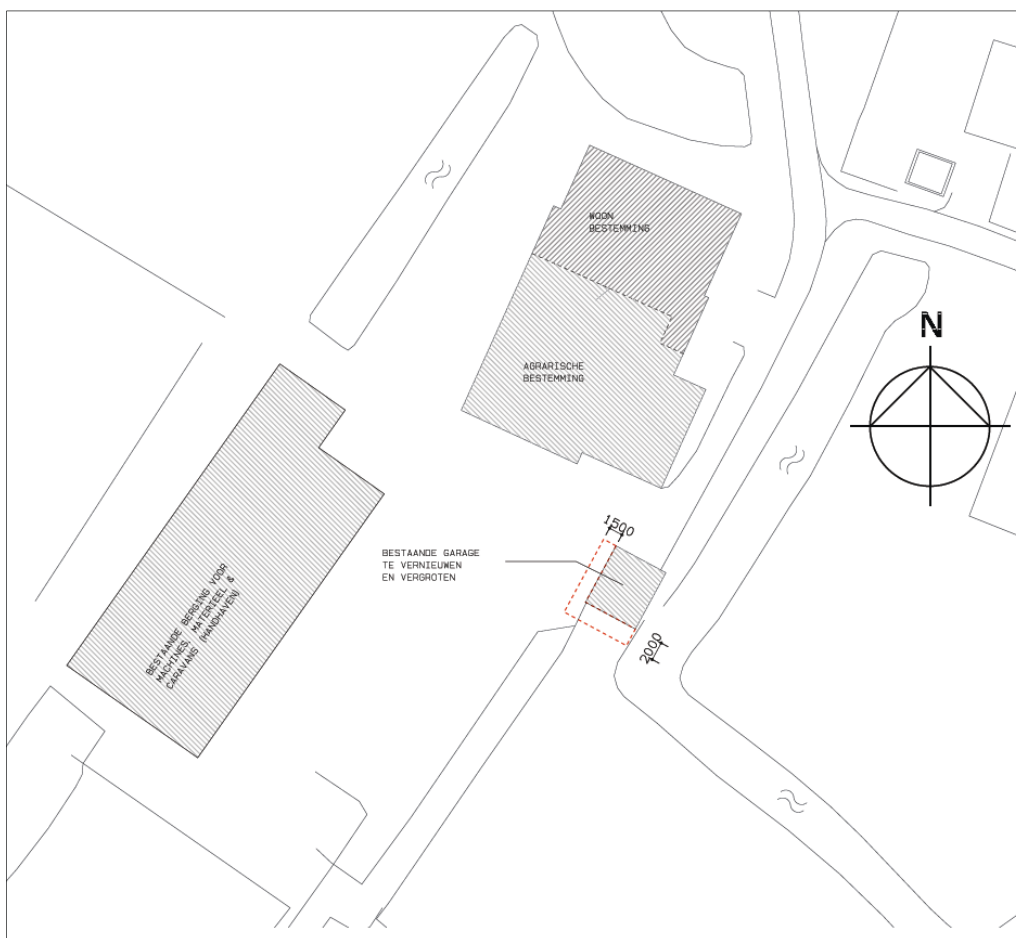 WOON
BESTEMMING
N
AGRARISCHE
BESTEMMING
1500
BESTAANDE GARAGE
TE VERNIEUWEN
EN VERGROTEN
BESTAANDE BERGING VOOR
MACHINES, MATERIEEL &
CARAVANS (HANDHAVEN)
2000